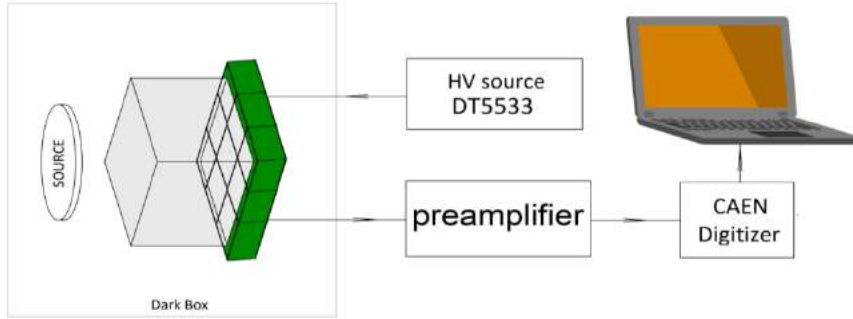 SOURCE
HV source
DT5533
preamplifier
CAEN
Digitizer
Dark Box